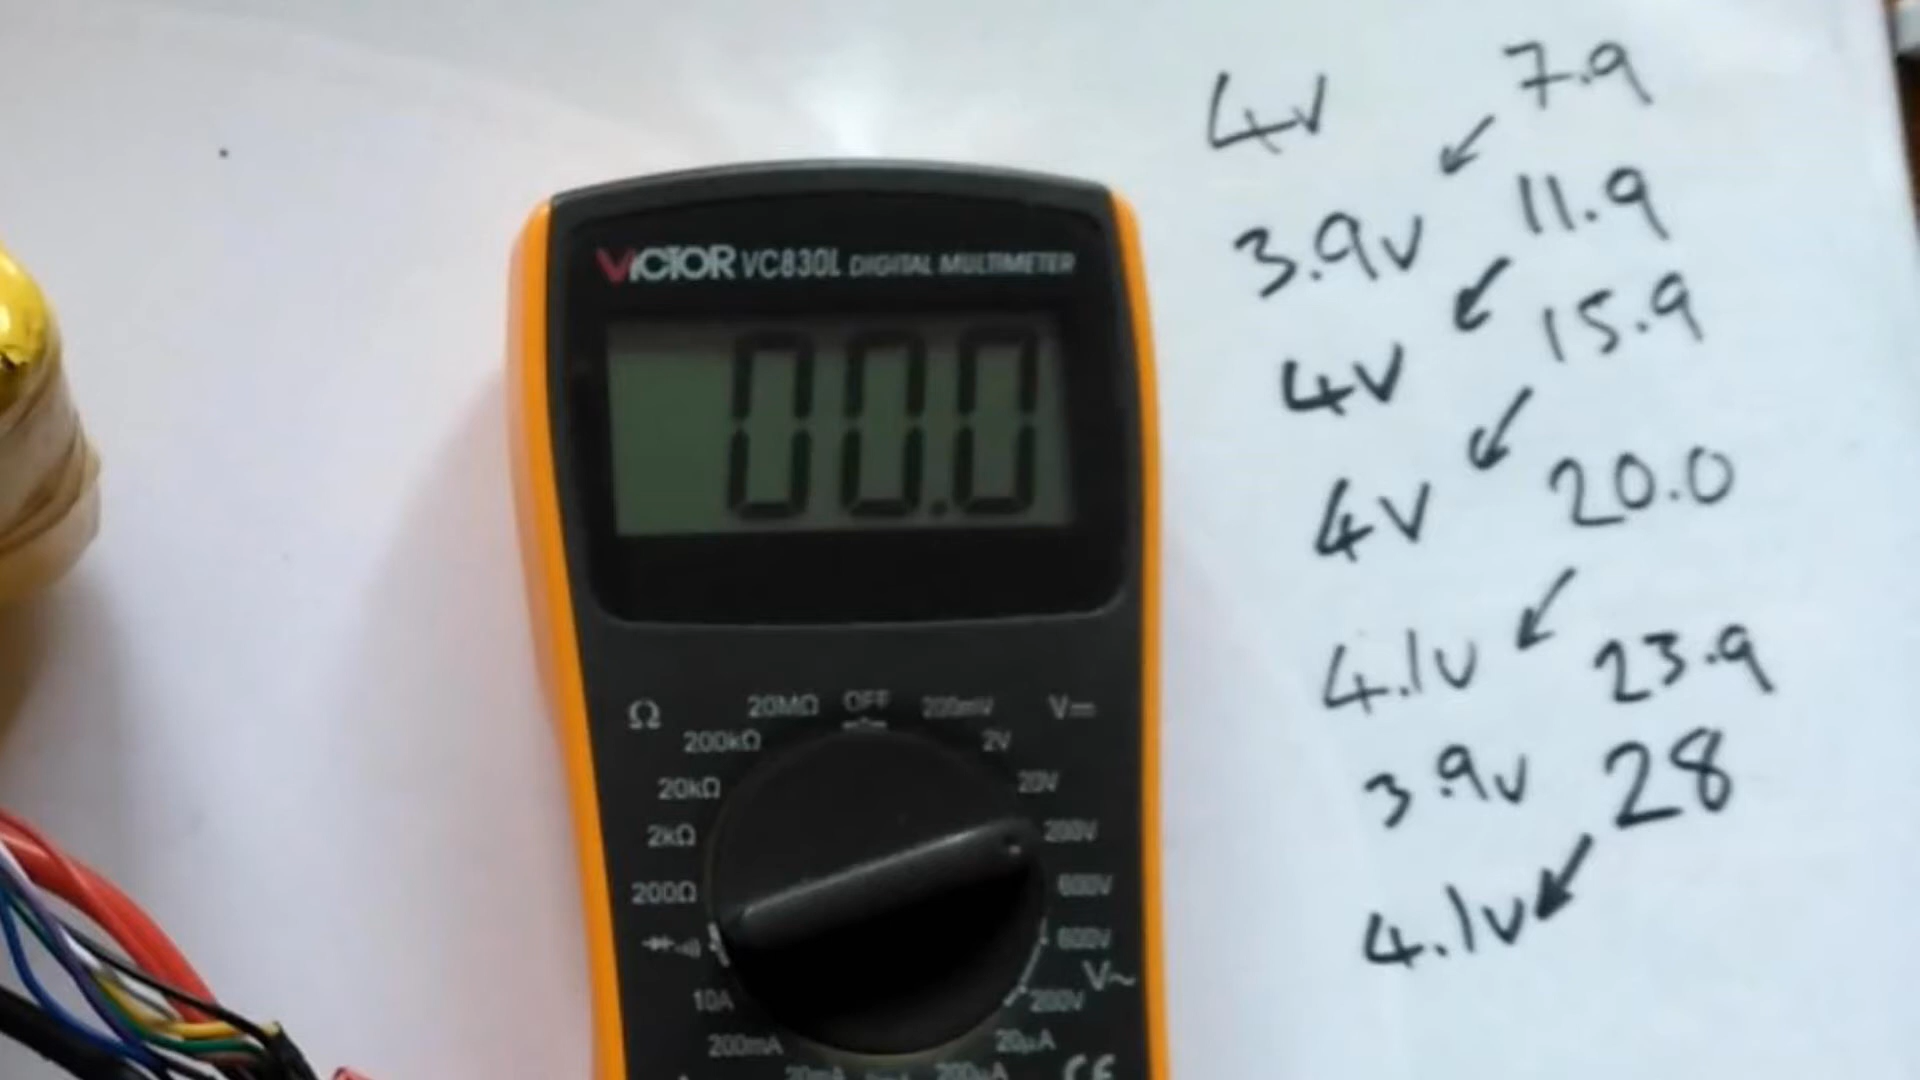 4v 7.9
3.9v 11.9
4v 15.9
4v 20.0
4.1v 23.9
3.9v 28
4.1v
VICTOR VC830L DIGITAL MULTIMETER
00.0
Ω 20MΩ OFF 200mV V⎓
200kΩ 2V
20kΩ 20V
2kΩ 200V
200Ω 600V
600V
V~
10A 200V
200mA 20µA
20mA 200µA CE